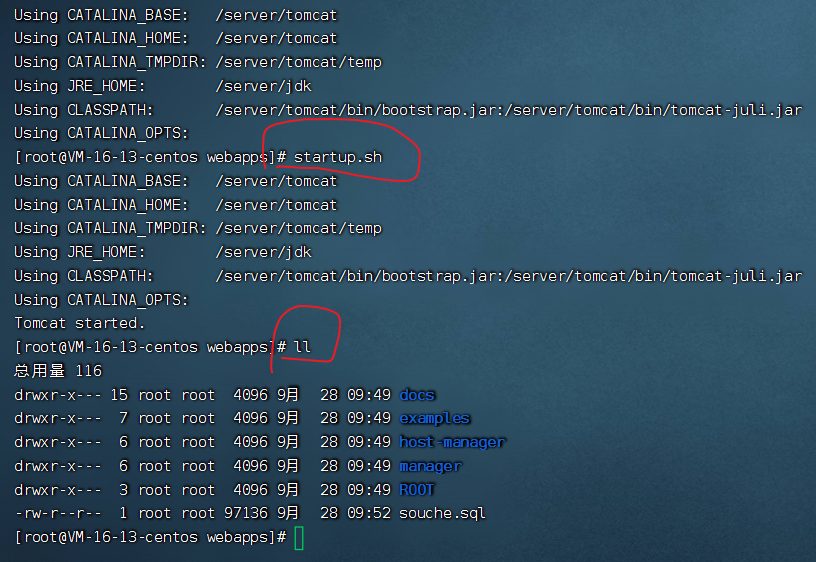 Using CATALINA_BASE:   /server/tomcat
Using CATALINA_HOME:   /server/tomcat
Using CATALINA_TMPDIR: /server/tomcat/temp
Using JRE_HOME:        /server/jdk
Using CLASSPATH:       /server/tomcat/bin/bootstrap.jar:/server/tomcat/bin/tomcat-juli.jar
Using CATALINA_OPTS:
[root@VM-16-13-centos webapps]# startup.sh
Using CATALINA_BASE:   /server/tomcat
Using CATALINA_HOME:   /server/tomcat
Using CATALINA_TMPDIR: /server/tomcat/temp
Using JRE_HOME:        /server/jdk
Using CLASSPATH:       /server/tomcat/bin/bootstrap.jar:/server/tomcat/bin/tomcat-juli.jar
Using CATALINA_OPTS:
Tomcat started.
[root@VM-16-13-centos webapps]# ll
总用量 116
drwxr-x--- 15 root root  4096 9月  28 09:49 docs
drwxr-x---  7 root root  4096 9月  28 09:49 examples
drwxr-x---  6 root root  4096 9月  28 09:49 host-manager
drwxr-x---  6 root root  4096 9月  28 09:49 manager
drwxr-x---  3 root root  4096 9月  28 09:49 ROOT
-rw-r--r--  1 root root 97136 9月  28 09:52 souche.sql
[root@VM-16-13-centos webapps]#